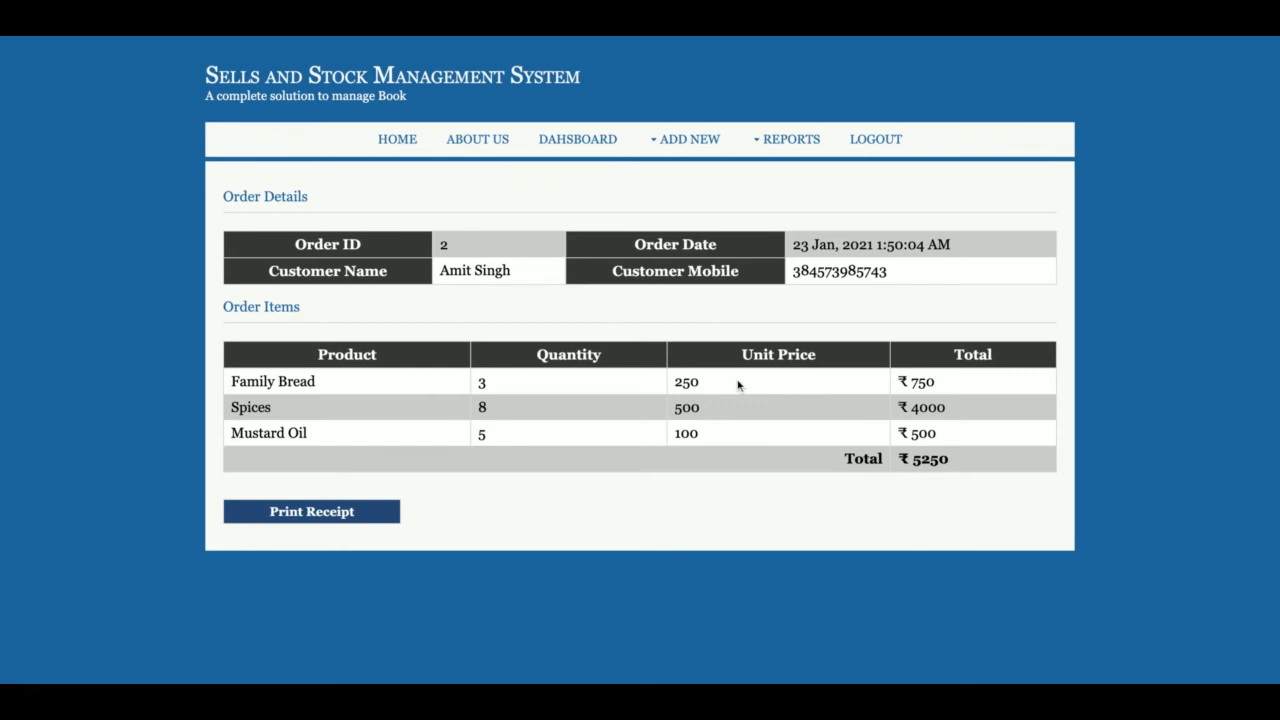 Sells and Stock Management System
A complete solution to manage Book
HOME ABOUT US DAHSBOARD ADD NEW REPORTS LOGOUT
Order Details
Order ID 2 Order Date 23 Jan, 2021 1:50:04 AM
Customer Name Amit Singh Customer Mobile 384573985743
Order Items
Product Quantity Unit Price Total
Family Bread 3 250 ₹ 750
Spices 8 500 ₹ 4000
Mustard Oil 5 100 ₹ 500
Total ₹ 5250
Print Receipt